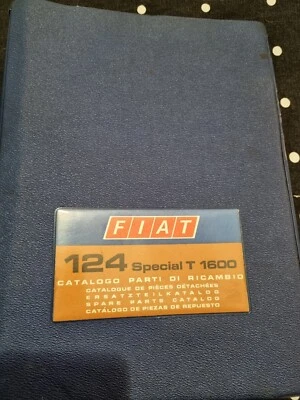 FIAT
124 Special T 1600
CATALOGO PARTI DI RICAMBIO
CATALOGUE DE PIÈCES DÉTACHÉES
ERSATZTEILKATALOG
SPARE PARTS CATALOG
CATÁLOGO DE PIEZAS DE REPUESTO